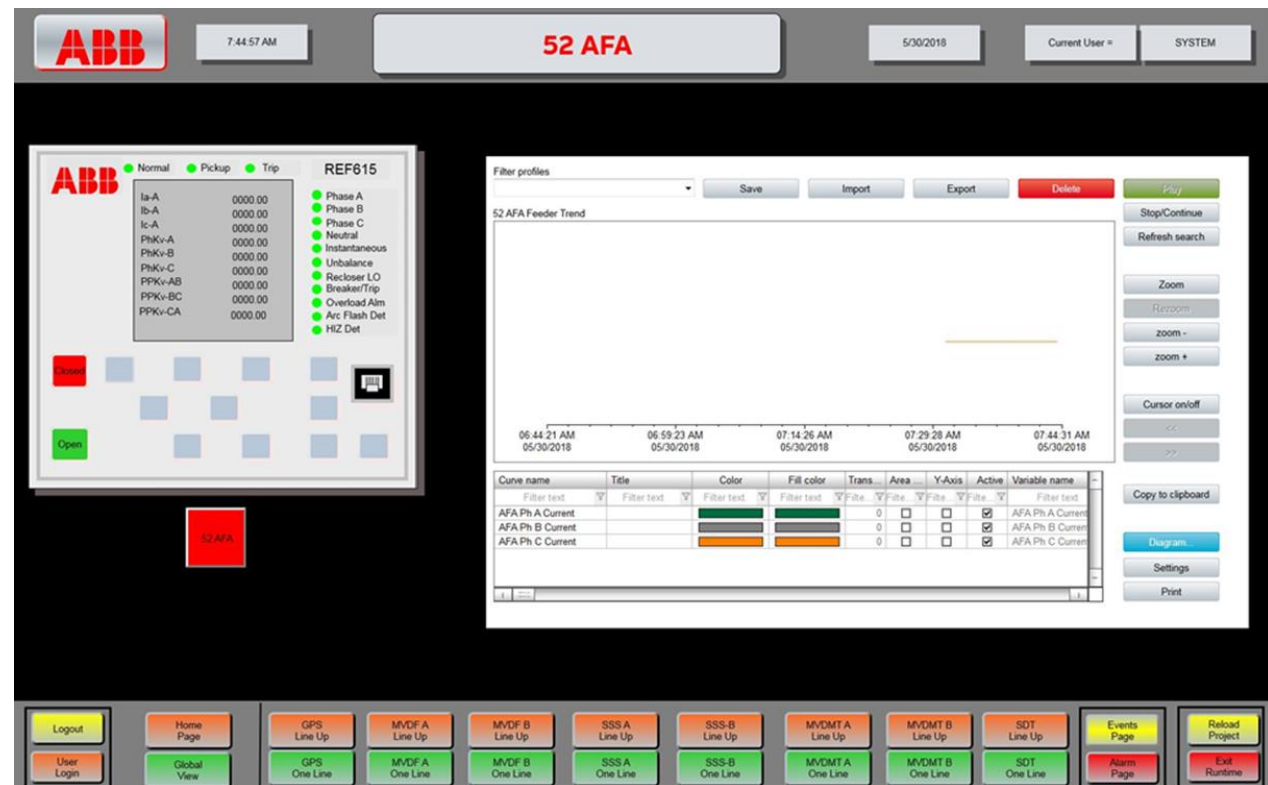 ABB
7:44:57 AM
52 AFA
5/30/2018
Current User =
SYSTEM
ABB
Normal
Pickup
Trip
REF615
Ia-A 0000.00
Ib-A 0000.00
Ic-A 0000.00
PhKv-A 0000.00
PhKv-B 0000.00
PhKv-C 0000.00
PPKv-AB 0000.00
PPKv-BC 0000.00
PPKv-CA 0000.00
Phase A
Phase B
Phase C
Neutral
Instantaneous
Unbalance
Recloser LO
Breaker/Trip
Overload Alm
Arc Flash Det
HIZ Det
Closed
Open
52 AFA
Filter profiles
Save
Import
Export
Delete
Play
52 AFA Feeder Trend
Stop/Continue
Refresh search
Zoom
Rezoom
zoom -
zoom +
Cursor on/off
<<
>>
Copy to clipboard
Diagram...
Settings
Print
06:44:21 AM 06:59:23 AM 07:14:26 AM 07:29:28 AM 07:44:31 AM
05/30/2018 05/30/2018 05/30/2018 05/30/2018 05/30/2018
Curve name Title Color Fill color Trans... Area ... Y-Axis Active Variable name
Filter text Filter text Filter text Filter text Filte... Filte... Filte... Filte... Filter text
AFA Ph A Current 0 AFA Ph A Current
AFA Ph B Current 0 AFA Ph B Curren
AFA Ph C Current 0 AFA Ph C Curren
Logout
Home
Page
GPS
Line Up
MVDF A
Line Up
MVDF B
Line Up
SSS A
Line Up
SSS-B
Line Up
MVDMT A
Line Up
MVDMT B
Line Up
SDT
Line Up
Events
Page
Reload
Project
User
Login
Global
View
GPS
One Line
MVDF A
One Line
MVDF B
One Line
SSS A
One Line
SSS-B
One Line
MVDMT A
One Line
MVDMT B
One Line
SDT
One Line
Alarm
Page
Exit
Runtime